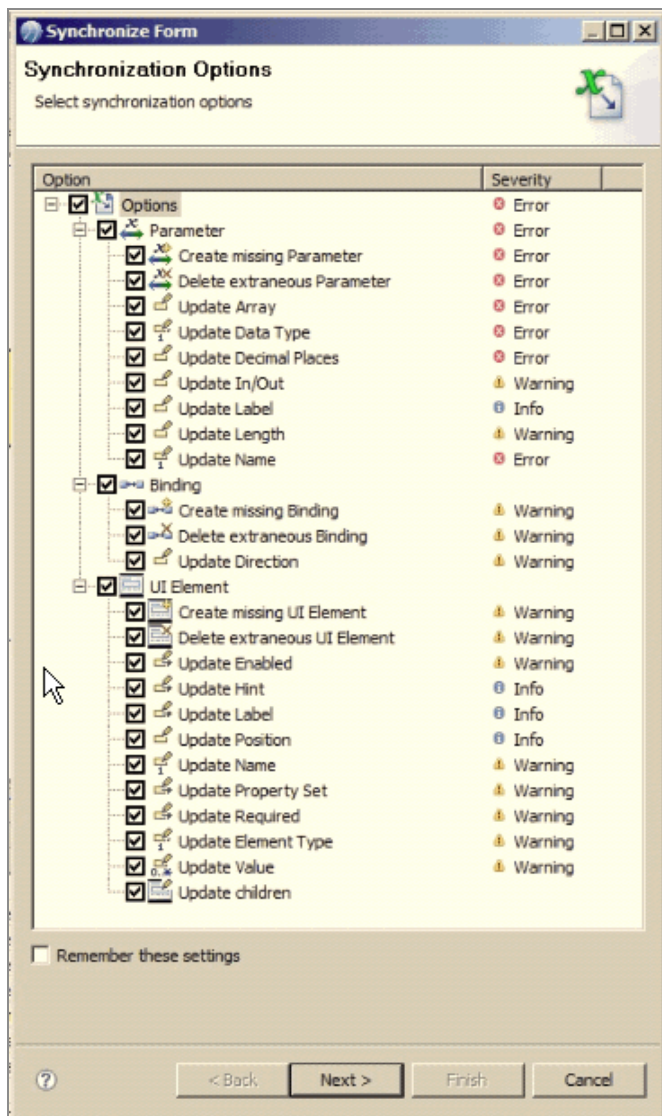 Synchronize Form
Synchronization Options
Select synchronization options
Option Severity
Options Error
Parameter Error
Create missing Parameter Error
Delete extraneous Parameter Error
Update Array Error
Update Data Type Error
Update Decimal Places Error
Update In/Out Warning
Update Label Info
Update Length Warning
Update Name Error
Binding
Create missing Binding Warning
Delete extraneous Binding Warning
Update Direction Warning
UI Element
Create missing UI Element Warning
Delete extraneous UI Element Warning
Update Enabled Warning
Update Hint Info
Update Label Info
Update Position Info
Update Name Warning
Update Property Set Warning
Update Required Warning
Update Element Type Warning
Update Value Warning
Update children
Remember these settings
? < Back Next > Finish Cancel